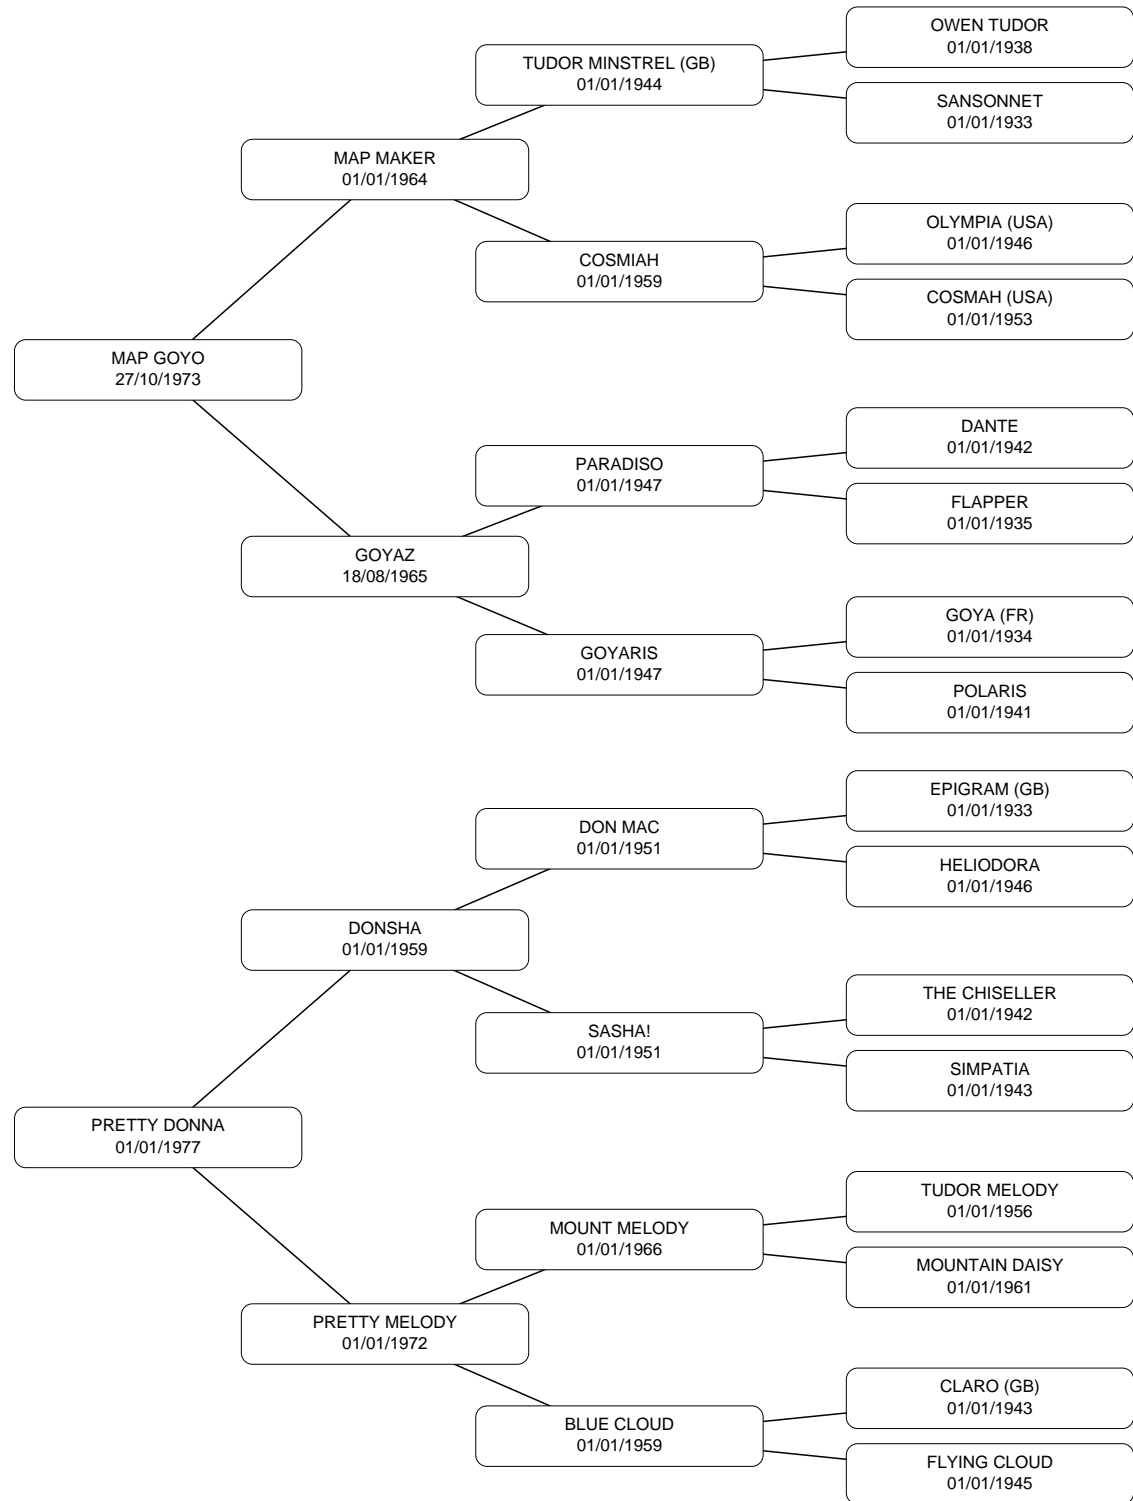 OWEN TUDOR
01/01/1938
TUDOR MINSTREL (GB)
01/01/1944
SANSONNET
01/01/1933
MAP MAKER
01/01/1964
OLYMPIA (USA)
01/01/1946
COSMIAH
01/01/1959
COSMAH (USA)
01/01/1953
MAP GOYO
27/10/1973
DANTE
01/01/1942
PARADISO
01/01/1947
FLAPPER
01/01/1935
GOYAZ
18/08/1965
GOYA (FR)
01/01/1934
GOYARIS
01/01/1947
POLARIS
01/01/1941
EPIGRAM (GB)
01/01/1933
DON MAC
01/01/1951
HELIODORA
01/01/1946
DONSHA
01/01/1959
THE CHISELLER
01/01/1942
SASHA!
01/01/1951
SIMPATIA
01/01/1943
PRETTY DONNA
01/01/1977
TUDOR MELODY
01/01/1956
MOUNT MELODY
01/01/1966
MOUNTAIN DAISY
01/01/1961
PRETTY MELODY
01/01/1972
CLARO (GB)
01/01/1943
BLUE CLOUD
01/01/1959
FLYING CLOUD
01/01/1945